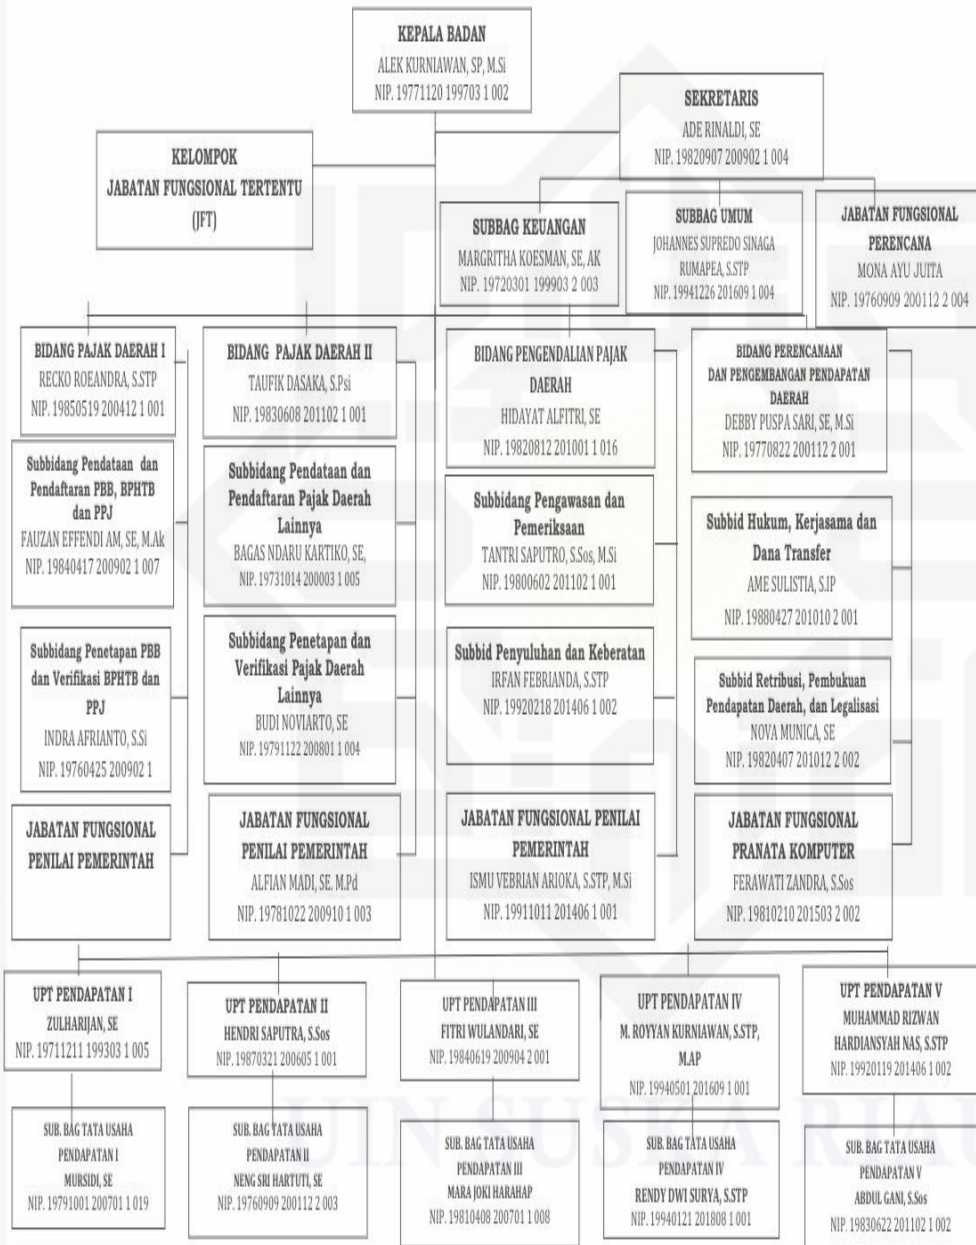 KEPALA BADAN
ALEK KURNIAWAN, SP, M.Si
NIP. 19771120 199703 1 002
SEKRETARIS
ADE RINALDI, SE
NIP. 19820907 200902 1 004
KELOMPOK
JABATAN FUNGSIONAL TERTENTU
(JFT)
SUBBAG KEUANGAN
MARGRITHA KOESMAN, SE, AK
NIP. 19720301 199903 2 003
SUBBAG UMUM
JOHANNES SUPREDO SINAGA
RUMAPEA, S.STP
NIP. 19941226 201609 1 004
JABATAN FUNGSIONAL
PERENCANA
MONA AYU JUITA
NIP. 19760909 200112 2 004
BIDANG PAJAK DAERAH I
RECKO ROEANDRA, S.STP
NIP. 19850519 200412 1 001
BIDANG PAJAK DAERAH II
TAUFIK DASAKA, S.Psi
NIP. 19830608 201102 1 001
BIDANG PENGENDALIAN PAJAK
DAERAH
HIDAYAT ALFITRI, SE
NIP. 19820812 201001 1 016
BIDANG PERENCANAAN
DAN PENGEMBANGAN PENDAPATAN
DAERAH
DEBBY PUSPA SARI, SE, M.Si
NIP. 19770822 200112 2 001
Subbidang Pendataan dan
Pendaftaran PBB, BPHTB
dan PPJ
FAUZAN EFFENDI AM, SE, M.Ak
NIP. 19840417 200902 1 007
Subbidang Pendataan dan
Pendaftaran Pajak Daerah
Lainnya
BAGAS NDARU KARTIKO, SE,
NIP. 19731014 200003 1 005
Subbidang Pengawasan dan
Pemeriksaan
TANTRI SAPUTRO, S.Sos, M.Si
NIP. 19800602 201102 1 001
Subbid Hukum, Kerjasama dan
Dana Transfer
AME SULISTIA, S.IP
NIP. 19880427 201010 2 001
Subbidang Penetapan PBB
dan Verifikasi BPHTB dan
PPJ
INDRA AFRIANTO, S.Si
NIP. 19760425 200902 1
Subbidang Penetapan dan
Verifikasi Pajak Daerah
Lainnya
BUDI NOVIARTO, SE
NIP. 19791122 200801 1 004
Subbid Penyuluhan dan Keberatan
IRFAN FEBRIANDA, S.STP
NIP. 19920218 201406 1 002
Subbid Retribusi, Pembukuan
Pendapatan Daerah, dan Legalisasi
NOVA MUNICA, SE
NIP. 19820407 201012 2 002
JABATAN FUNGSIONAL
PENILAI PEMERINTAH
JABATAN FUNGSIONAL
PENILAI PEMERINTAH
ALFIAN MADI, SE. M.Pd
NIP. 19781022 200910 1 003
JABATAN FUNGSIONAL PENILAI
PEMERINTAH
ISMU VEBRIAN ARIOKA, S.STP, M.Si
NIP. 19911011 201406 1 001
JABATAN FUNGSIONAL
PRANATA KOMPUTER
FERAWATI ZANDRA, S.Sos
NIP. 19810210 201503 2 002
UPT PENDAPATAN I
ZULHARIJAN, SE
NIP. 19711211 199303 1 005
UPT PENDAPATAN II
HENDRI SAPUTRA, S.Sos
NIP. 19870321 200605 1 001
UPT PENDAPATAN III
FITRI WULANDARI, SE
NIP. 19840619 200904 2 001
UPT PENDAPATAN IV
M. ROYYAN KURNIAWAN, S.STP,
M.AP
NIP. 19940501 201609 1 001
UPT PENDAPATAN V
MUHAMMAD RIZWAN
HARDIANSYAH NAS, S.STP
NIP. 19920119 201406 1 002
SUB. BAG TATA USAHA
PENDAPATAN I
MURSIDI, SE
NIP. 19791001 200701 1 019
SUB. BAG TATA USAHA
PENDAPATAN II
NENG SRI HARTUTI, SE
NIP. 19760909 200112 2 003
SUB. BAG TATA USAHA
PENDAPATAN III
MARA JOKI HARAHAP
NIP. 19810408 200701 1 008
SUB. BAG TATA USAHA
PENDAPATAN IV
RENDY DWI SURYA, S.STP
NIP. 19940121 201808 1 001
SUB. BAG TATA USAHA
PENDAPATAN V
ABDUL GANI, S.Sos
NIP. 19830622 201102 1 002
UIN SUSKA RIAU